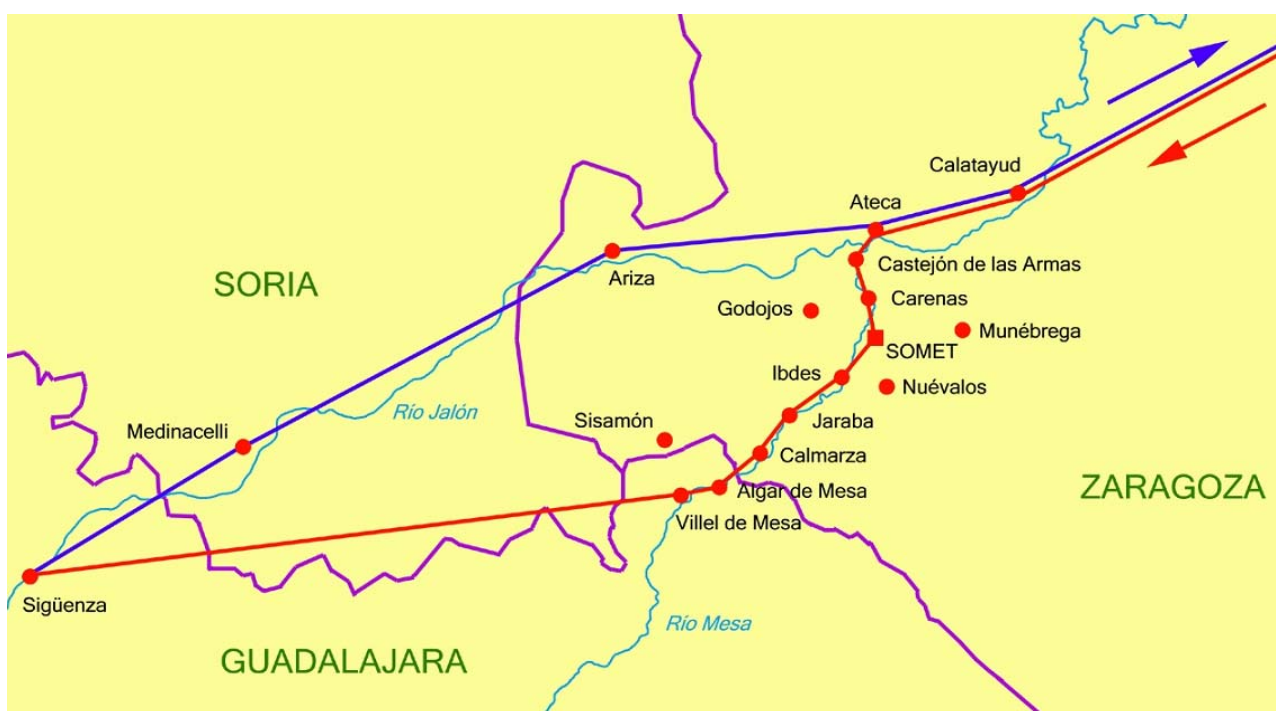 Calatayud
Ateca
Castejón de las Armas
Ariza
SORIA
Carenas
Godojos
Munébrega
SOMET
Ibdes
Nuévalos
Río Jalón
Jaraba
Sisamón
Medinacelli
Calmarza
ZARAGOZA
Algar de Mesa
Villel de Mesa
Sigüenza
Río Mesa
GUADALAJARA